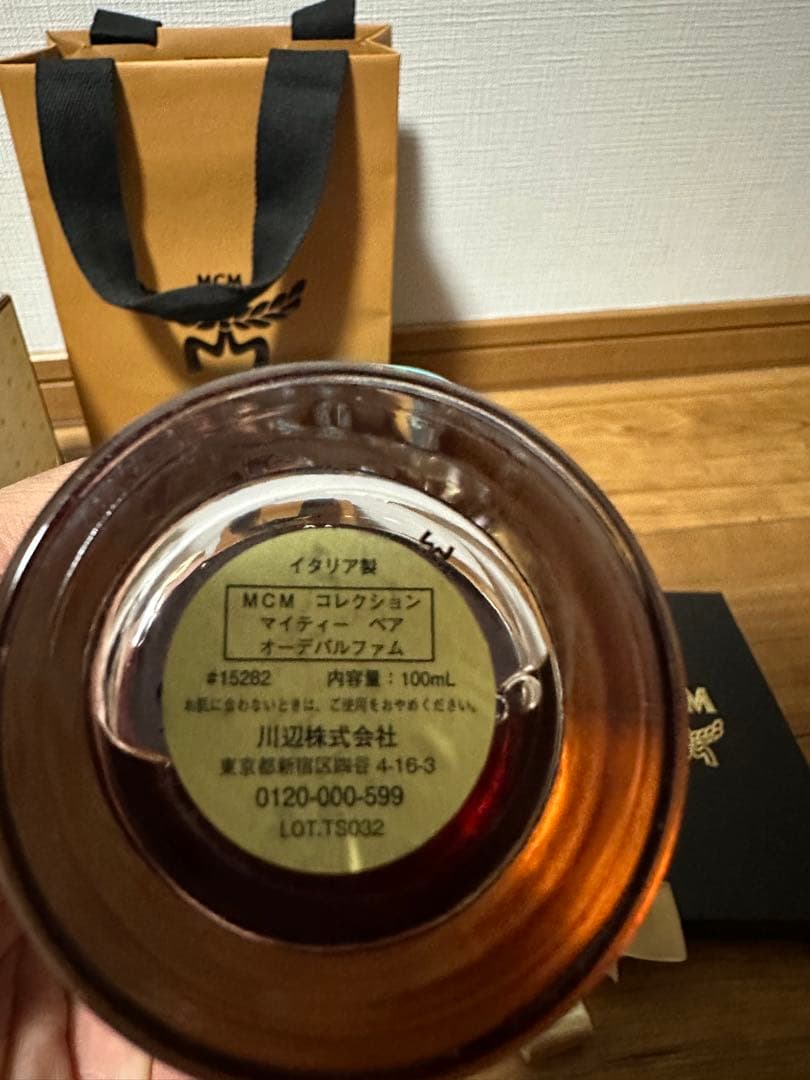 MCM
イタリア製
MCM コレクション
マイティー ベア
オーデパルファム
#15282 内容量：100mL
お肌に合わないときは、ご使用をおやめください。
川辺株式会社
東京都新宿区四谷 4-16-3
0120-000-599
LOT.TS032